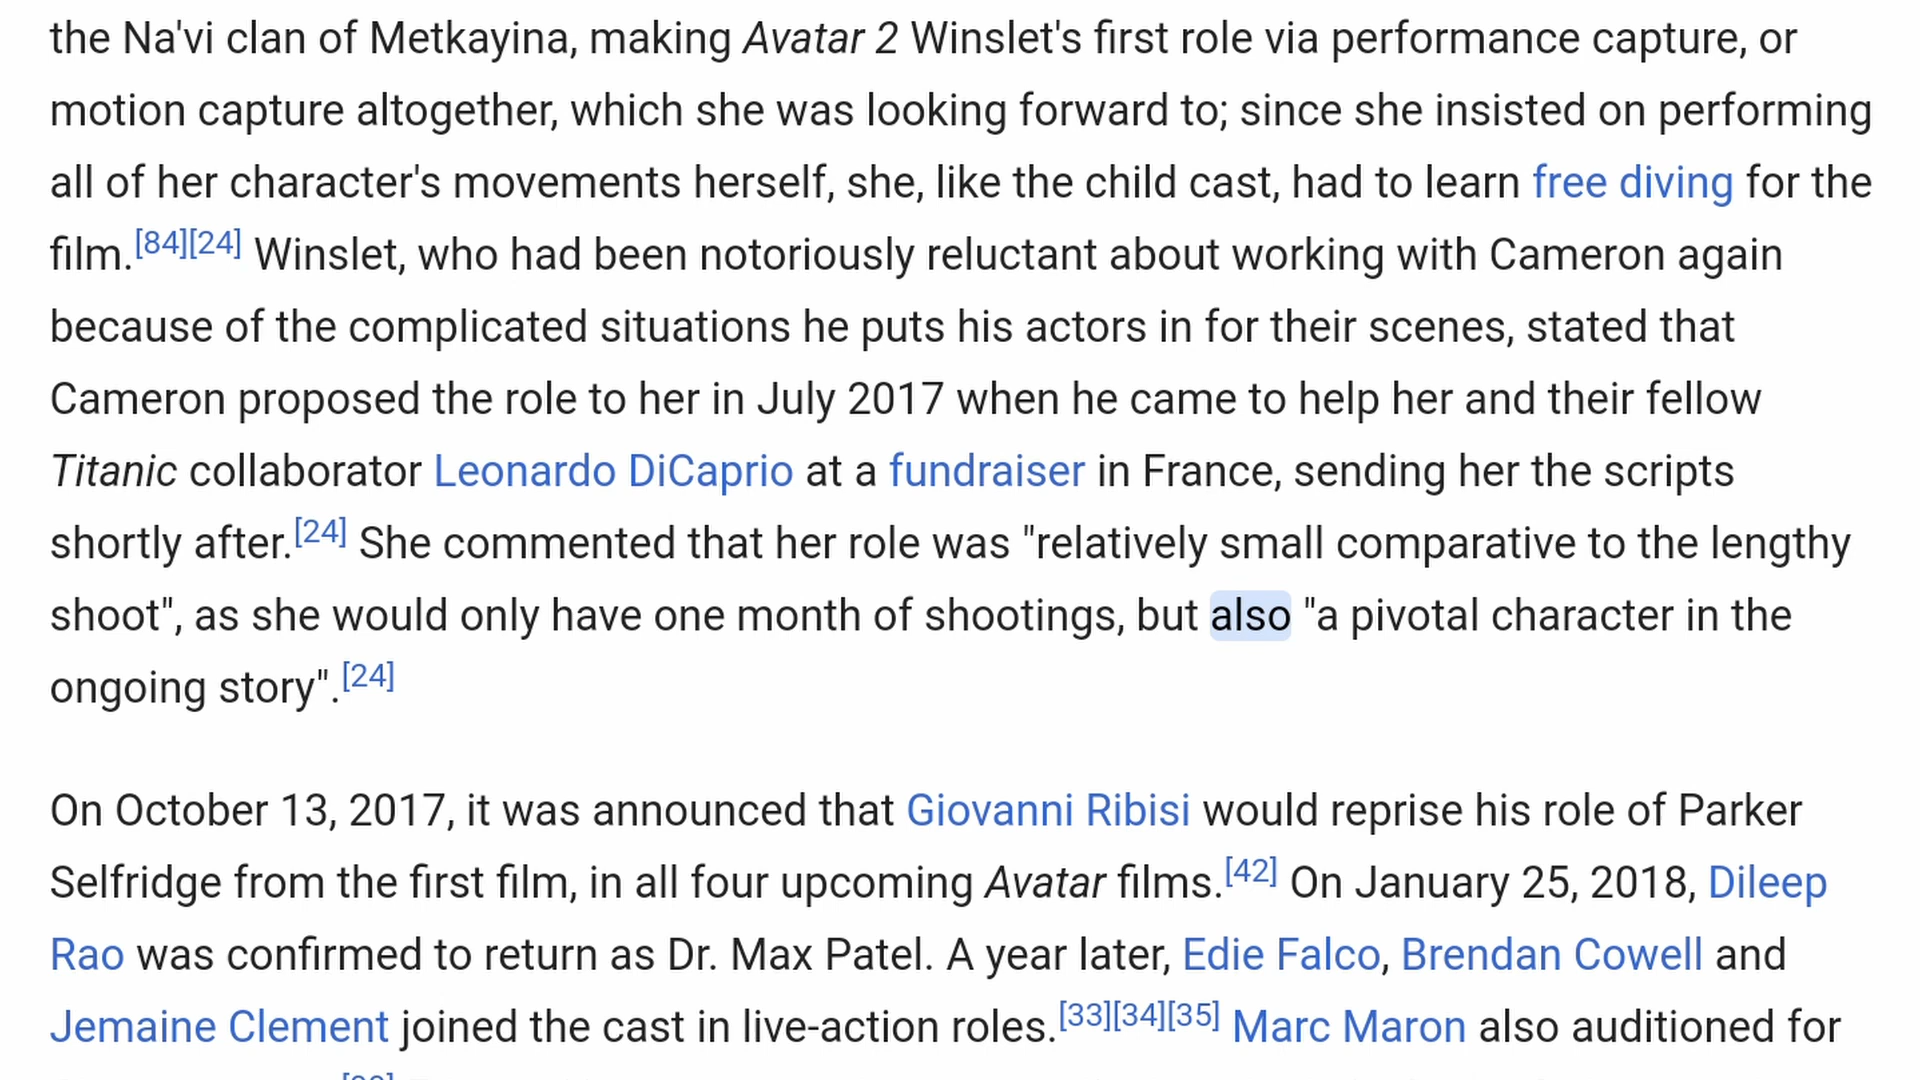 the Na'vi clan of Metkayina, making Avatar 2 Winslet's first role via performance capture, or
motion capture altogether, which she was looking forward to; since she insisted on performing
all of her character's movements herself, she, like the child cast, had to learn free diving for the
film.[84][24] Winslet, who had been notoriously reluctant about working with Cameron again
because of the complicated situations he puts his actors in for their scenes, stated that
Cameron proposed the role to her in July 2017 when he came to help her and their fellow
Titanic collaborator Leonardo DiCaprio at a fundraiser in France, sending her the scripts
shortly after.[24] She commented that her role was "relatively small comparative to the lengthy
shoot", as she would only have one month of shootings, but also "a pivotal character in the
ongoing story".[24]
On October 13, 2017, it was announced that Giovanni Ribisi would reprise his role of Parker
Selfridge from the first film, in all four upcoming Avatar films.[42] On January 25, 2018, Dileep
Rao was confirmed to return as Dr. Max Patel. A year later, Edie Falco, Brendan Cowell and
Jemaine Clement joined the cast in live-action roles.[33][34][35] Marc Maron also auditioned for